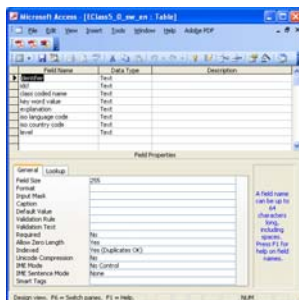 Microsoft Access - [EClass5_0_sw_en : Table]
File Edit View Insert Tools Window Help Adobe PDF
Field Name Data Type Description
identifier Text
idcl Text
class coded name Text
key word value Text
explanation Text
iso language code Text
iso country code Text
level Text
Field Properties
General Lookup
Field Size 255
Format
Input Mask
Caption
Default Value
Validation Rule
Validation Text
Required No
Allow Zero Length Yes
Indexed Yes (Duplicates OK)
Unicode Compression No
IME Mode No Control
IME Sentence Mode None
Smart Tags
A field name
can be up to
64
characters
long,
including
spaces.
Press F1 for
help on field
names.
Design view. F6 = Switch panes. F1 = Help. NUM